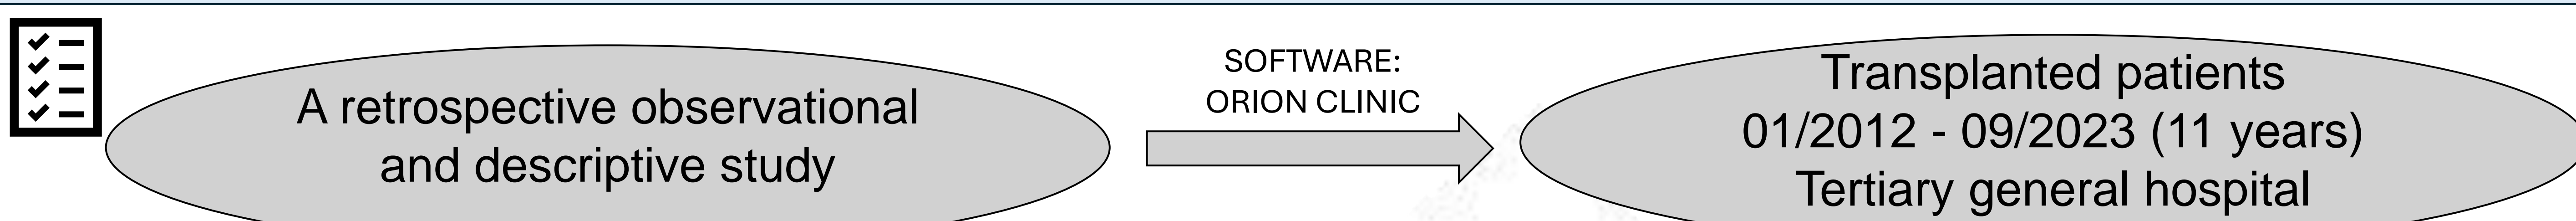 A retrospective observational
and descriptive study
SOFTWARE:
ORION CLINIC
Transplanted patients
01/2012 - 09/2023 (11 years)
Tertiary general hospital